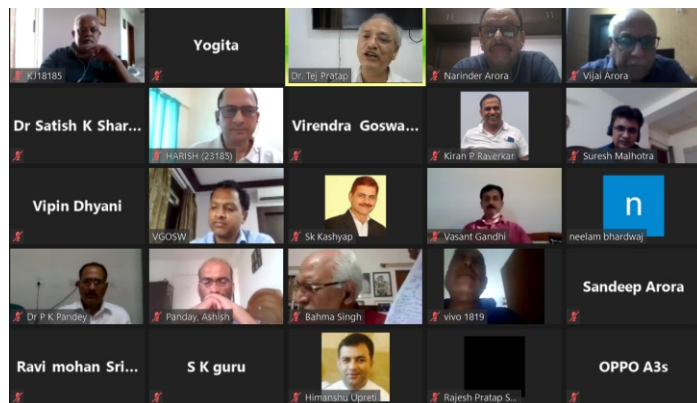 KJ18185
Yogita
Dr. Tej Pratap
Narinder Arora
Vijai Arora
Dr Satish K Shar...
HARISH (23185)
Virendra Goswa...
Kiran P Raverkar
Suresh Malhotra
Vipin Dhyani
VGOSW
Sk Kashyap
Vasant Gandhi
n
neelam bhardwaj
Dr P K Pandey
Panday, Ashish
Bahma Singh
vivo 1819
Sandeep Arora
Ravi mohan Sri...
S K guru
Himanshu Upreti
Rajesh Pratap S...
OPPO A3s